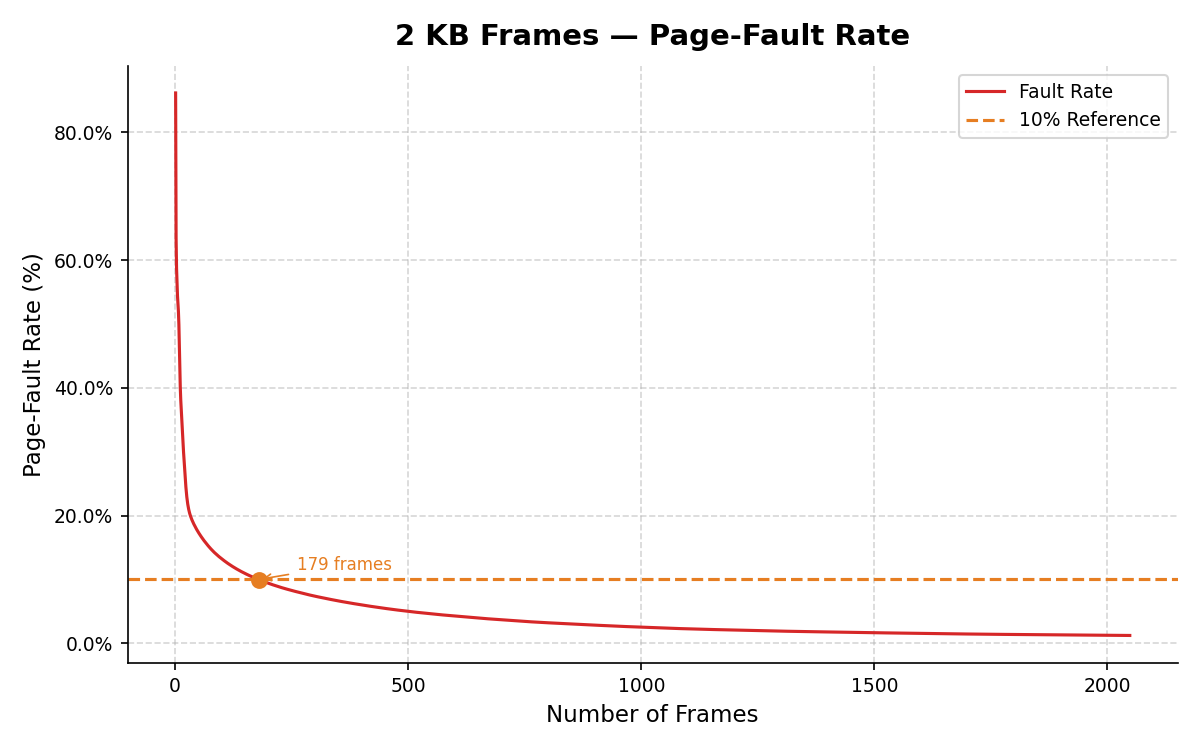 2 KB Frames — Page-Fault Rate
Fault Rate
10% Reference
Page-Fault Rate (%)
80.0%
60.0%
40.0%
20.0%
0.0%
179 frames
0 500 1000 1500 2000
Number of Frames